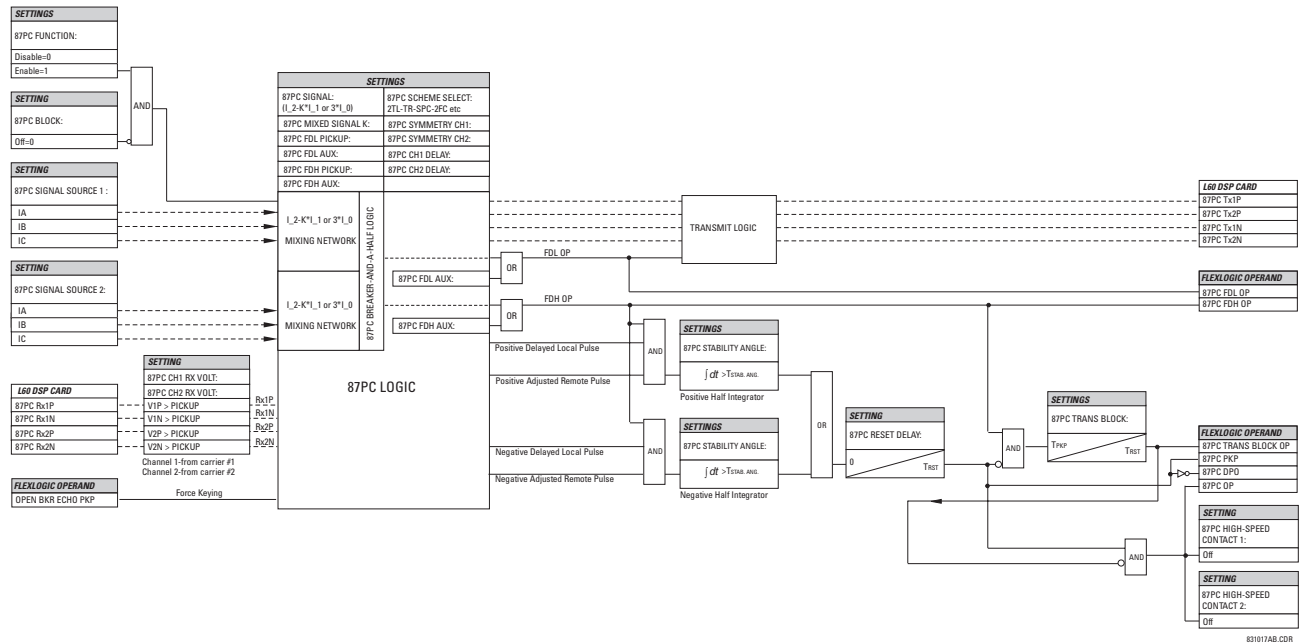 SETTINGS
87PC FUNCTION:
Disable=0
Enable=1
AND
SETTING
87PC BLOCK:
Off=0
SETTING
87PC SIGNAL SOURCE 1 :
IA
IB
IC
SETTING
87PC SIGNAL SOURCE 2:
IA
IB
IC
L60 DSP CARD
87PC Rx1P
87PC Rx1N
87PC Rx2P
87PC Rx2N
SETTING
87PC CH1 RX VOLT:
87PC CH2 RX VOLT:
V1P > PICKUP
V1N > PICKUP
V2P > PICKUP
V2N > PICKUP
Rx1P
Rx1N
Rx2P
Rx2N
Channel 1-from carrier #1
Channel 2-from carrier #2
FLEXLOGIC OPERAND
OPEN BKR ECHO PKP
Force Keying
SETTINGS
87PC SIGNAL:
(I_2-K*I_1 or 3*I_0)
87PC MIXED SIGNAL K:
87PC FDL PICKUP:
87PC FDL AUX:
87PC FDH PICKUP:
87PC FDH AUX:
87PC SCHEME SELECT:
2TL-TR-SPC-2FC etc
87PC SYMMETRY CH1:
87PC SYMMETRY CH2:
87PC CH1 DELAY:
87PC CH2 DELAY:
I_2-K*I_1 or 3*I_0
MIXING NETWORK
I_2-K*I_1 or 3*I_0
MIXING NETWORK
87PC BREAKER-AND-A-HALF LOGIC
87PC FDL AUX:
87PC FDH AUX:
87PC LOGIC
OR
FDL OP
OR
FDH OP
TRANSMIT LOGIC
Positive Delayed Local Pulse
Positive Adjusted Remote Pulse
AND
SETTINGS
87PC STABILITY ANGLE:
∫ dt >TSTAB. ANG.
Positive Half Integrator
Negative Delayed Local Pulse
Negative Adjusted Remote Pulse
AND
SETTINGS
87PC STABILITY ANGLE:
∫ dt >TSTAB. ANG.
Negative Half Integrator
OR
SETTING
87PC RESET DELAY:
0
TRST
AND
SETTINGS
87PC TRANS BLOCK:
TPKP
TRST
AND
L60 DSP CARD
87PC Tx1P
87PC Tx2P
87PC Tx1N
87PC Tx2N
FLEXLOGIC OPERAND
87PC FDL OP
87PC FDH OP
FLEXLOGIC OPERAND
87PC TRANS BLOCK OP
87PC PKP
87PC DPO
87PC OP
SETTING
87PC HIGH-SPEED
CONTACT 1:
Off
SETTING
87PC HIGH-SPEED
CONTACT 2:
Off
831017AB.CDR